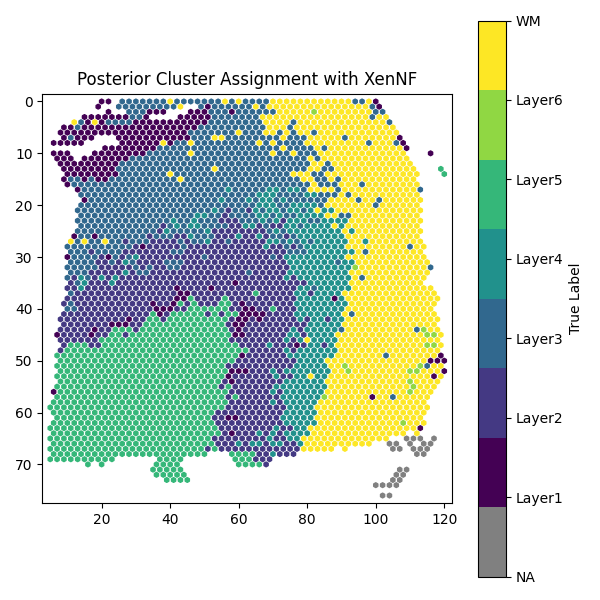 Posterior Cluster Assignment with XenNF
0
10
20
30
40
50
60
70
20
40
60
80
100
120
WM
Layer6
Layer5
Layer4
Layer3
Layer2
Layer1
NA
True Label